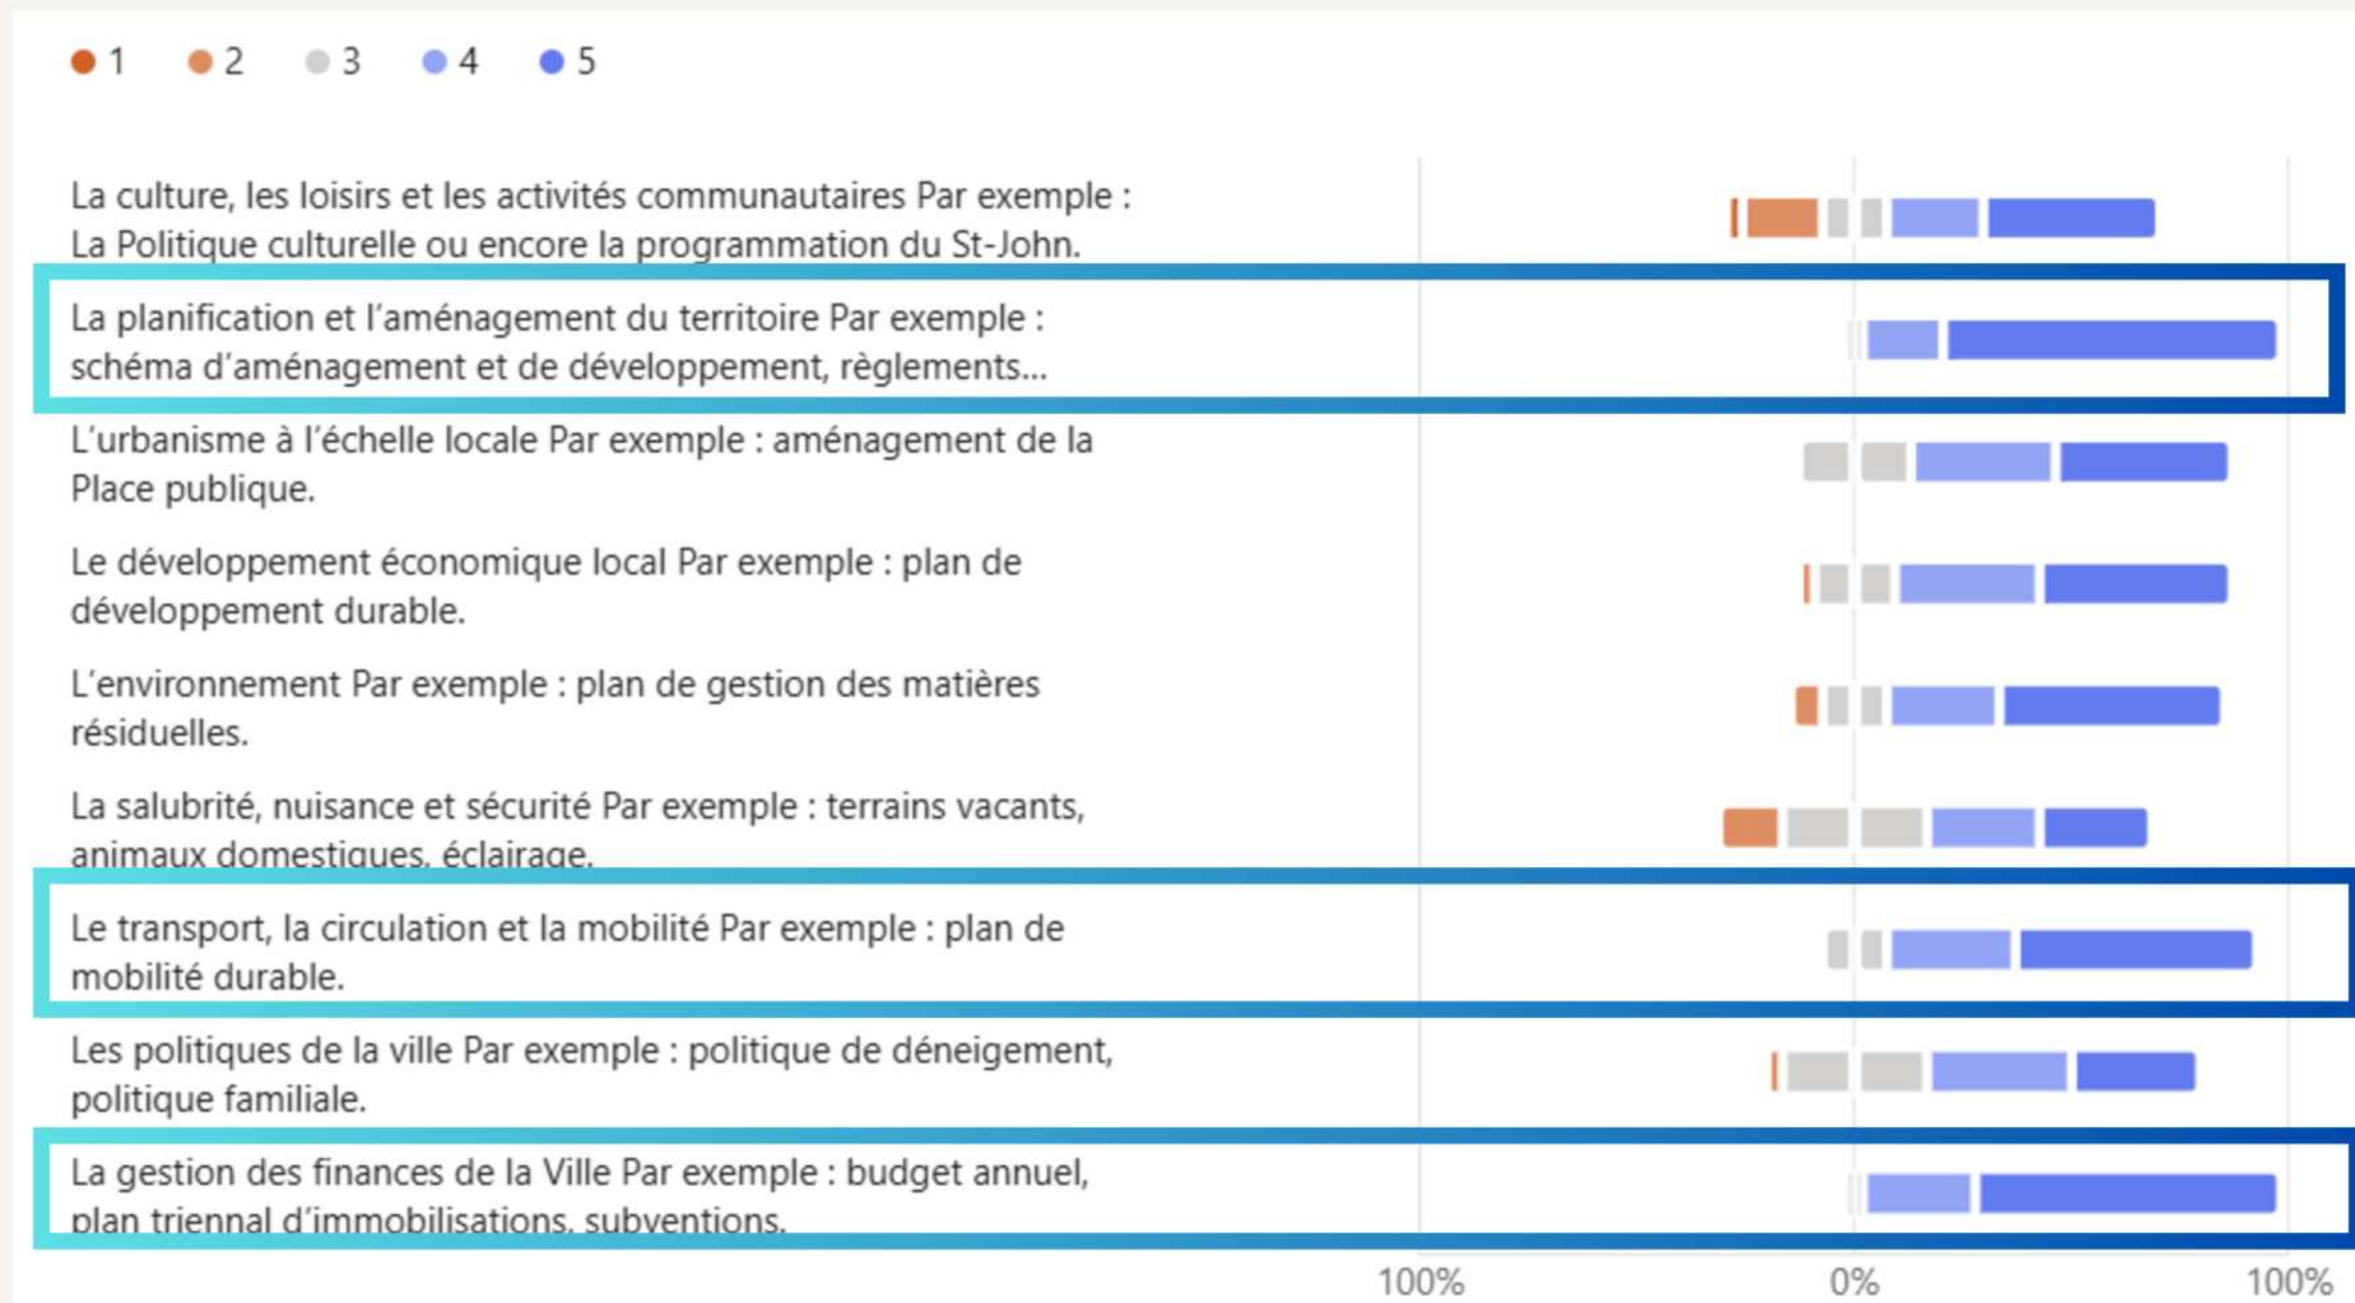 1 2 3 4 5
La culture, les loisirs et les activités communautaires Par exemple :
La Politique culturelle ou encore la programmation du St-John.
La planification et l'aménagement du territoire Par exemple :
schéma d'aménagement et de développement, règlements...
L'urbanisme à l'échelle locale Par exemple : aménagement de la
Place publique.
Le développement économique local Par exemple : plan de
développement durable.
L'environnement Par exemple : plan de gestion des matières
résiduelles.
La salubrité, nuisance et sécurité Par exemple : terrains vacants,
animaux domestiques, éclairage.
Le transport, la circulation et la mobilité Par exemple : plan de
mobilité durable.
Les politiques de la ville Par exemple : politique de déneigement,
politique familiale.
La gestion des finances de la Ville Par exemple : budget annuel,
plan triennal d'immobilisations, subventions.
100% 0% 100%